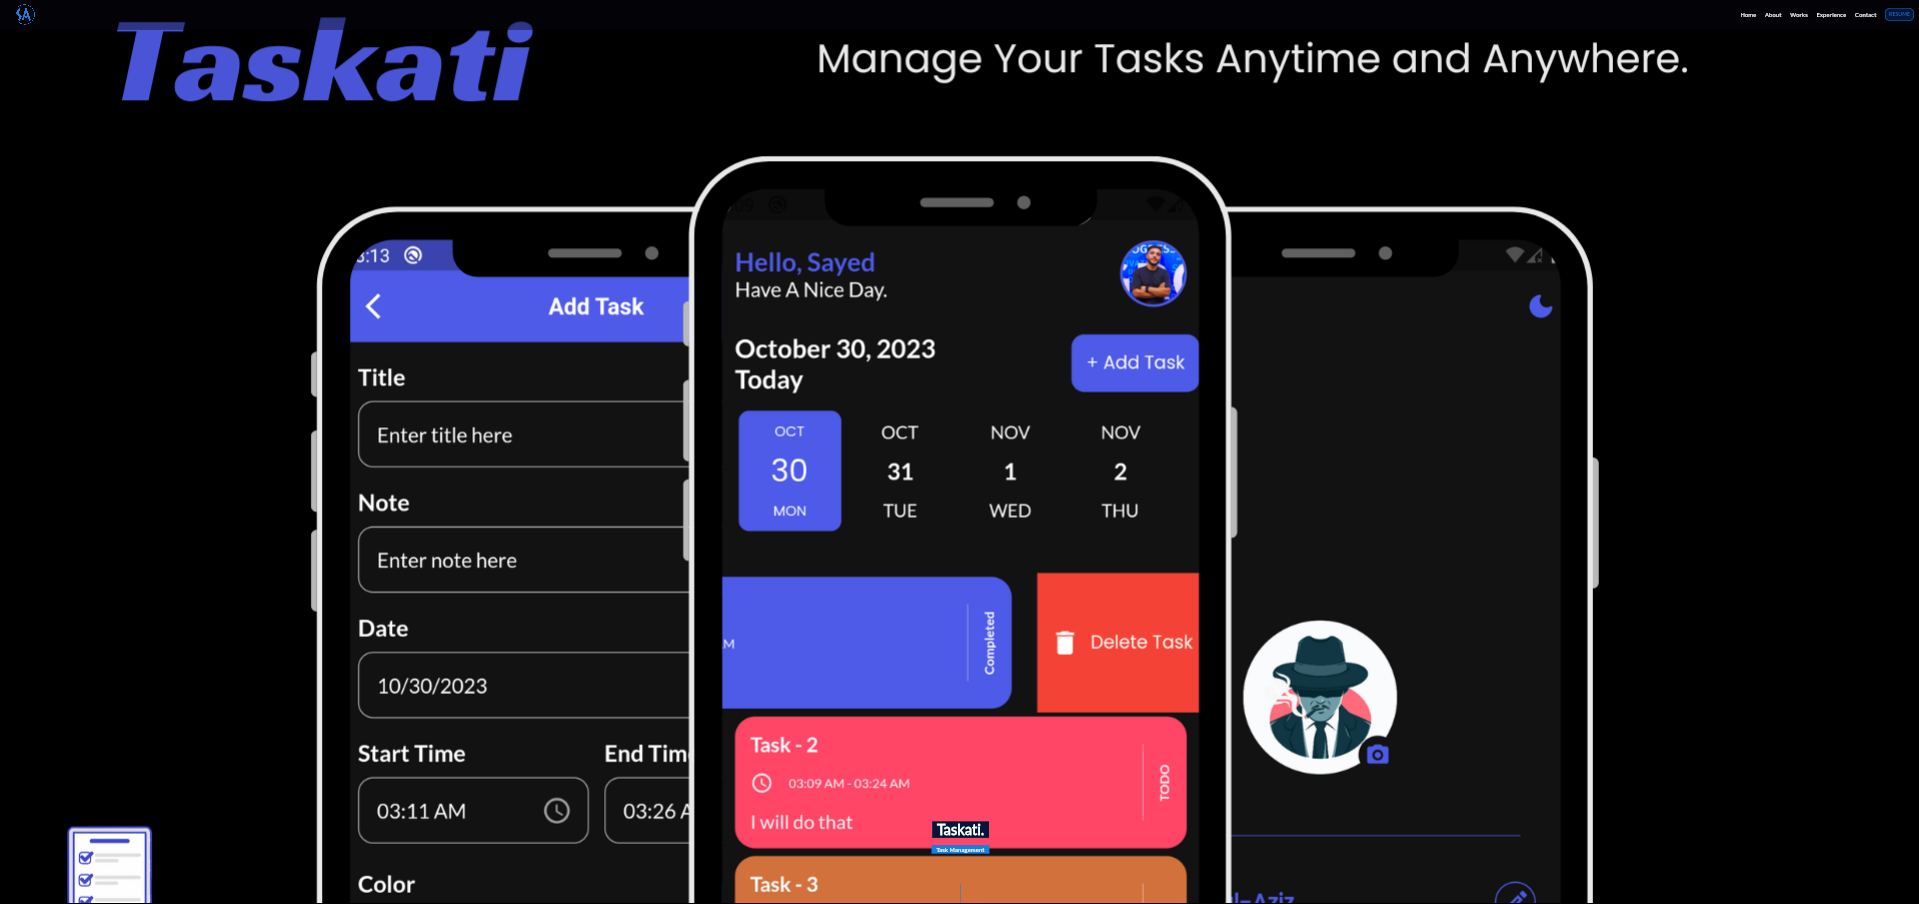 Home About Works Experience Contact RESUME
Taskati
Manage Your Tasks Anytime and Anywhere.
:13
Add Task
Title
Enter title here
Note
Enter note here
Date
10/30/2023
Start Time
End Time
03:11 AM
03:26 A
Color
Hello, Sayed
Have A Nice Day.
October 30, 2023
Today
+ Add Task
OCT OCT NOV NOV
30 31 1 2
MON TUE WED THU
M
Completed
Delete Task
Task - 2
03:09 AM - 03:24 AM
I will do that
TODO
Taskati.
Task Management
Task - 3
l-Aziz